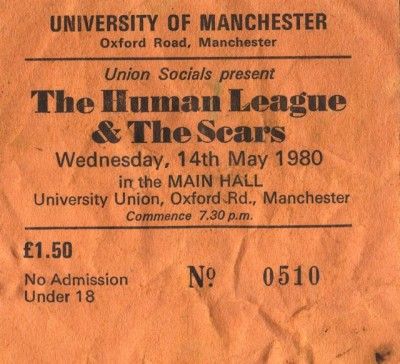 UNIVERSITY OF MANCHESTER
Oxford Road, Manchester
Union Socials present
The Human League
& The Scars
Wednesday, 14th May 1980
in the MAIN HALL
University Union, Oxford Rd., Manchester
Commence 7.30 p.m.
£1.50
No Admission
Under 18
Nº 0510